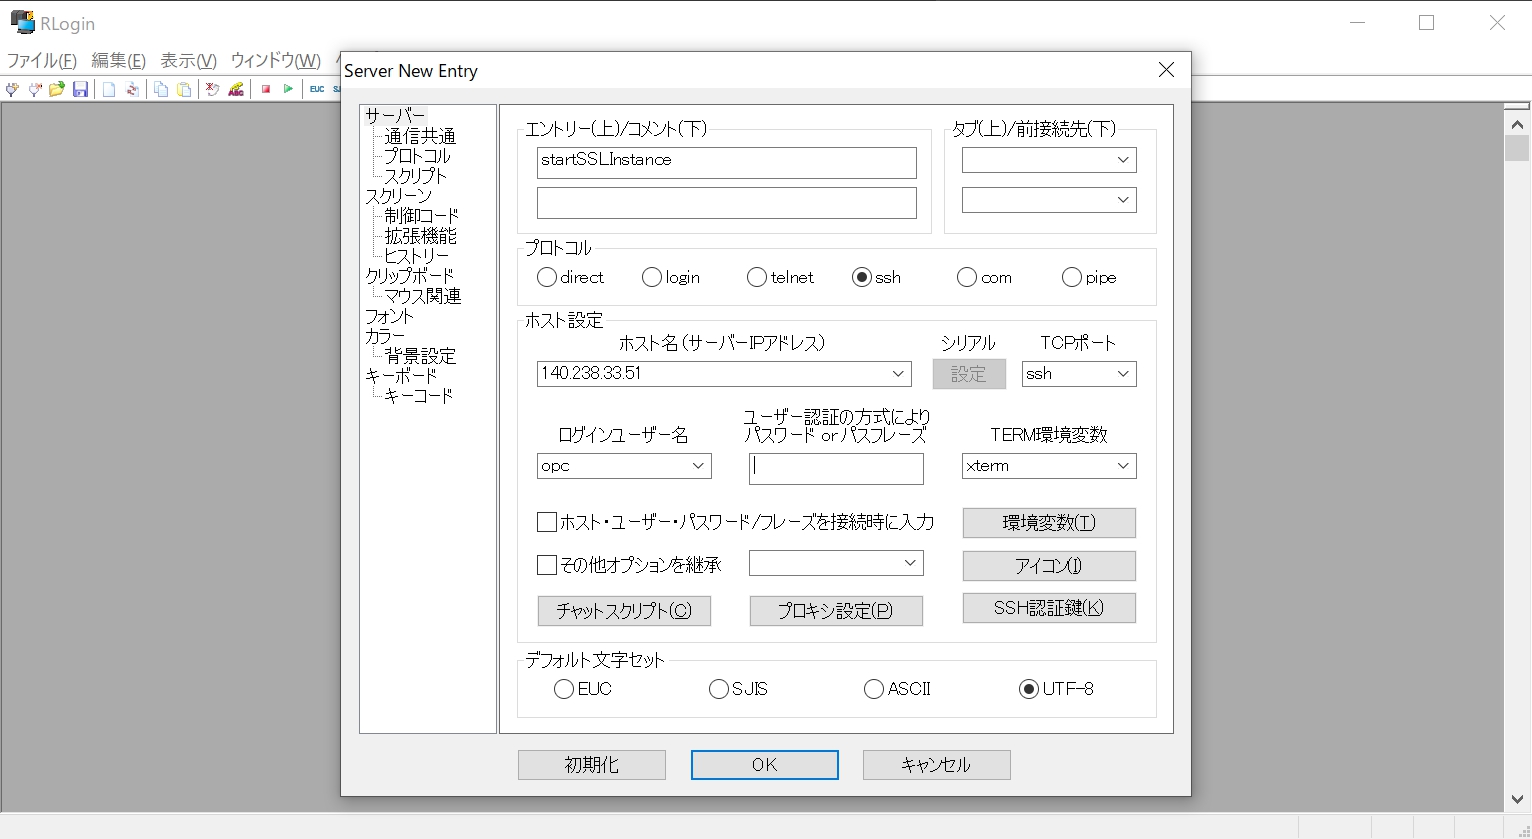 RLogin
ファイル(F) 編集(E) 表示(V) ウィンドウ(W)
EUC
Server New Entry
サーバー
通信共通
プロトコル
スクリプト
スクリーン
制御コード
拡張機能
ヒストリー
クリップボード
マウス関連
フォント
カラー
背景設定
キーボード
キーコード
エントリー(上)/コメント(下)
startSSLInstance
タブ(上)/前接続先(下)
プロトコル
direct login telnet ssh com pipe
ホスト設定
ホスト名(サーバーIPアドレス) シリアル TCPポート
140.238.33.51 設定 ssh
ユーザー認証の方式により
ログインユーザー名 パスワード or パスフレーズ TERM環境変数
opc xterm
ホスト・ユーザー・パスワード/フレーズを接続時に入力 環境変数(T)
その他オプションを継承 アイコン(I)
チャットスクリプト(C) プロキシ設定(P) SSH認証鍵(K)
デフォルト文字セット
EUC SJIS ASCII UTF-8
初期化 OK キャンセル